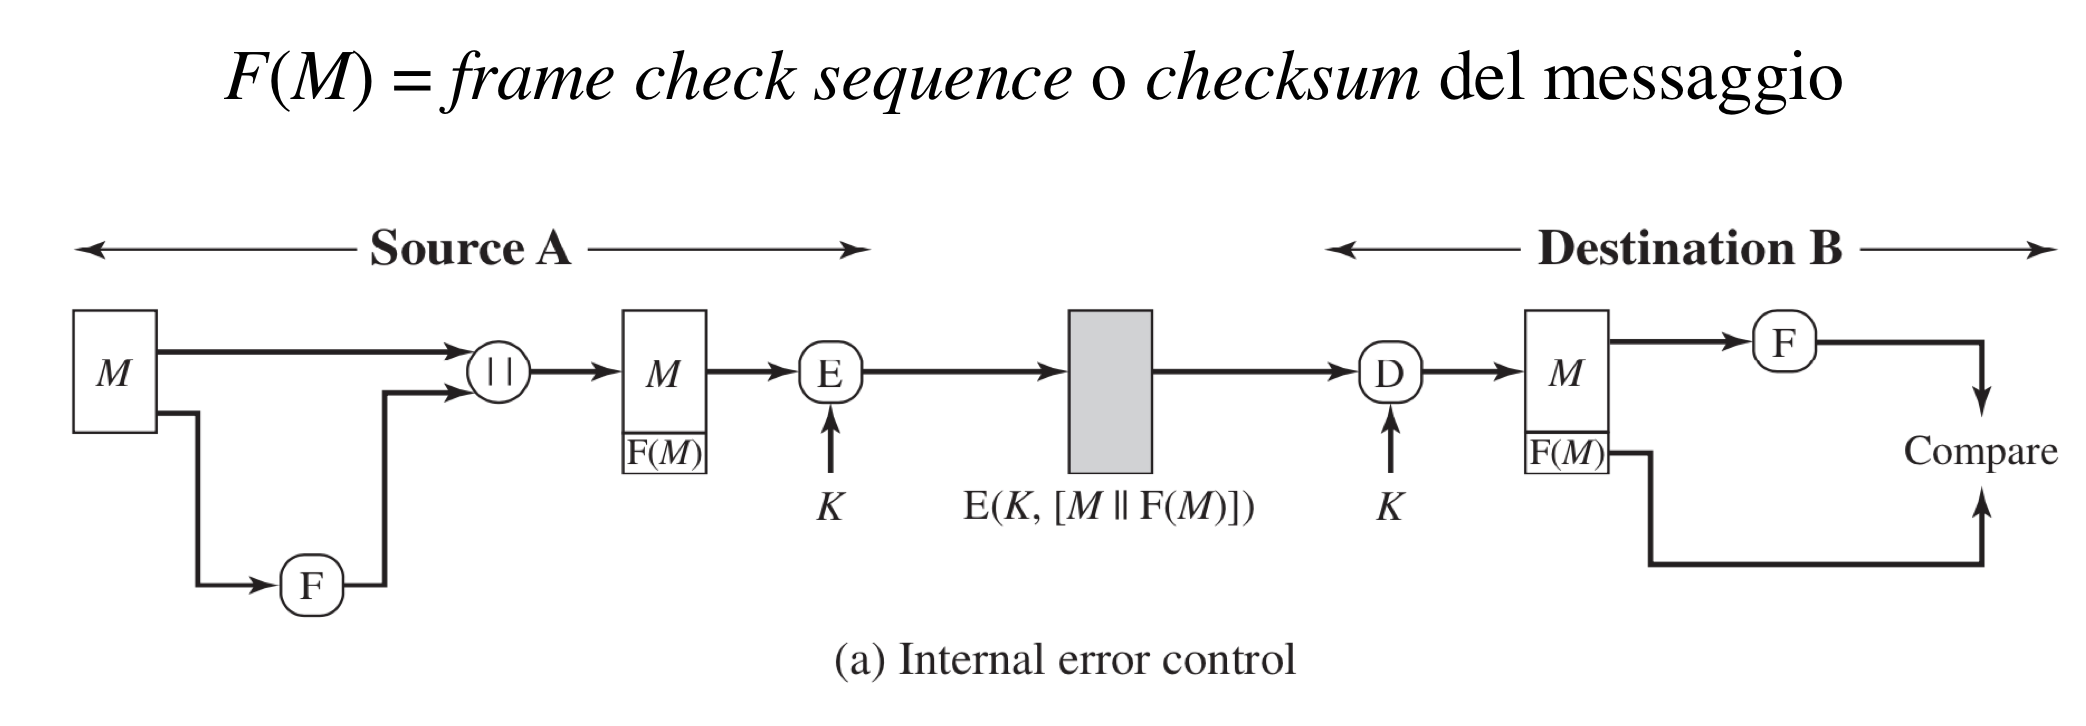 F(M) = frame check sequence o checksum del messaggio
Source A
Destination B
M
||
M
E
D
M
F
F(M)
F(M)
Compare
K
E(K, [M || F(M)])
K
F
(a) Internal error control